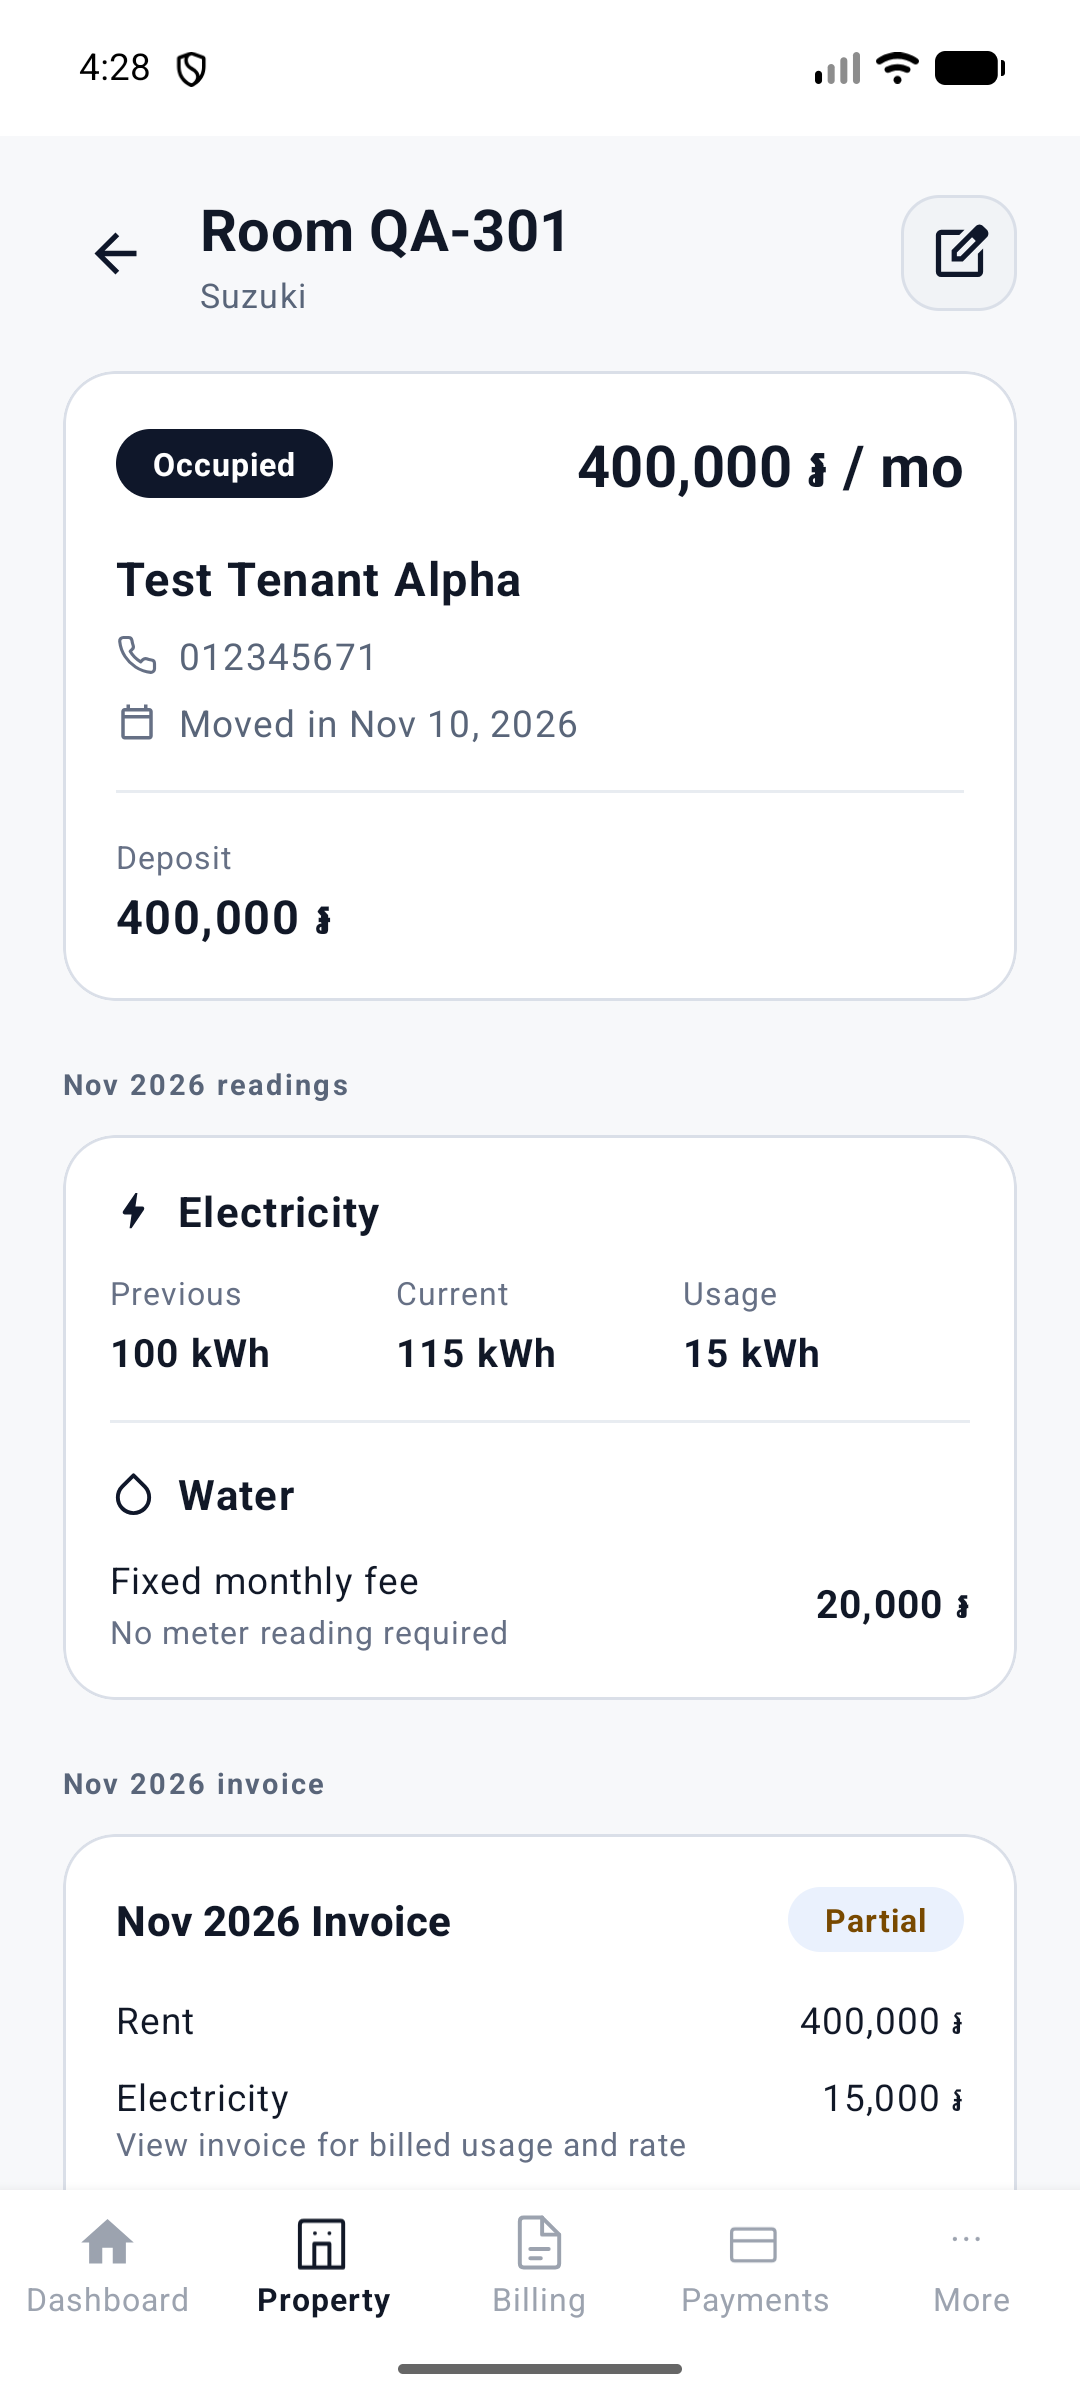 4:28
Room QA-301
Suzuki
Occupied
400,000 ៛ / mo
Test Tenant Alpha
012345671
Moved in Nov 10, 2026
Deposit
400,000 ៛
Nov 2026 readings
Electricity
Previous Current Usage
100 kWh 115 kWh 15 kWh
Water
Fixed monthly fee
20,000 ៛
No meter reading required
Nov 2026 invoice
Nov 2026 Invoice Partial
Rent 400,000 ៛
Electricity 15,000 ៛
View invoice for billed usage and rate
Dashboard Property Billing Payments More